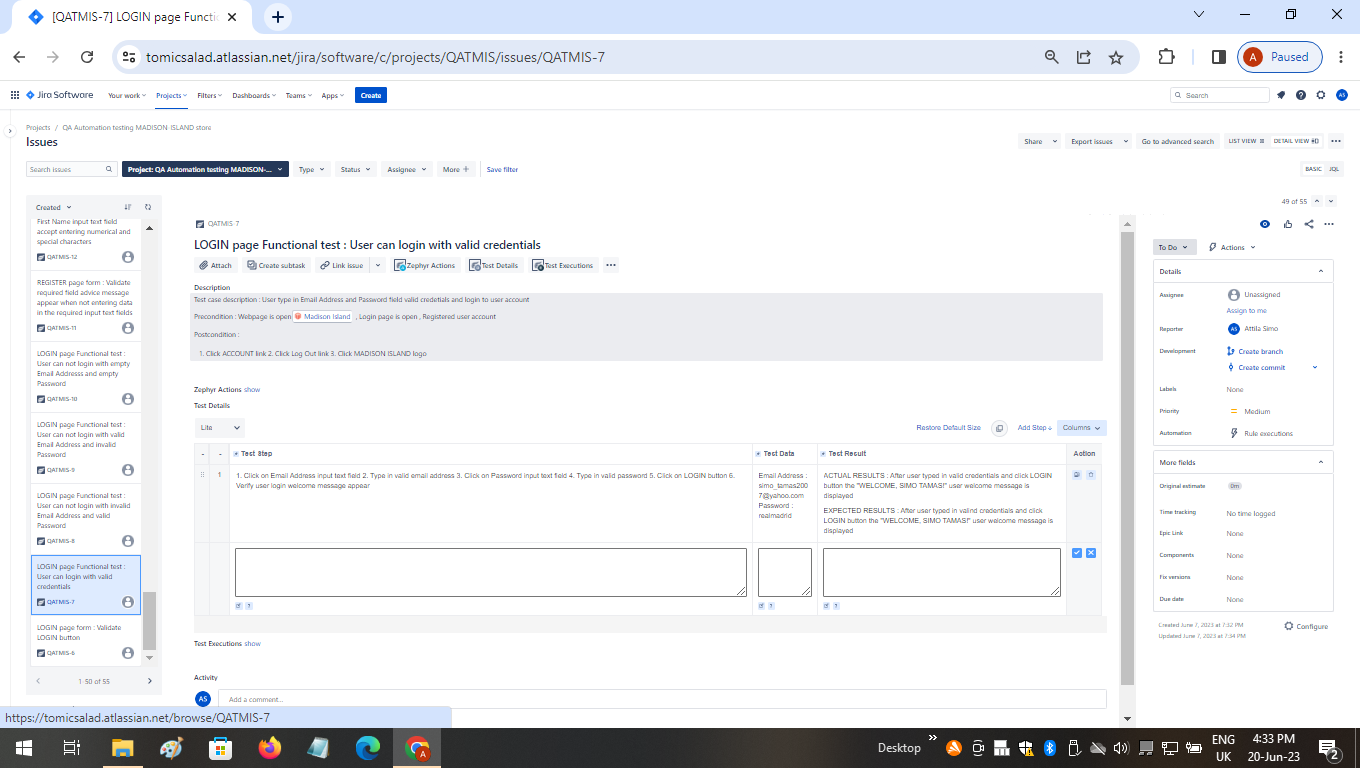 [QATMIS-7] LOGIN page Functi
tomicsalad.atlassian.net/jira/software/c/projects/QATMIS/issues/QATMIS-7
A Paused
Jira Software Your work Projects Filters Dashboards Teams Apps Create Search AS
Projects / QA Automation testing MADISON ISLAND store
Issues
Share Export issues Go to advanced search LIST VIEW DETAIL VIEW
Search issues Project: QA Automation testing MADISON-... Type Status Assignee More + Save filter BASIC JQL
49 of 55
Created
First Name input text field
accept entering numerical and
special characters
QATMIS-12
REGISTER page form : Validate
required field advice message
appear when not entering data
in the required input text fields
QATMIS-11
LOGIN page Functional test :
User can not login with empty
Email Addresss and empty
Password
QATMIS-10
LOGIN page Functional test :
User can not login with valid
Email Address and invalid
Password
QATMIS-9
LOGIN page Functional test :
User can not login with invalid
Email Address and valid
Password
QATMIS-8
LOGIN page Functional test :
User can login with valid
credentials
QATMIS-7
LOGIN page form : Validate
LOGIN button
QATMIS-6
1-50 of 55
QATMIS-7
LOGIN page Functional test : User can login with valid credentials
Attach Create subtask Link issue Zephyr Actions Test Details Test Executions
Description
Test case description : User type in Email Address and Password field valid credetials and login to user account
Precondition : Webpage is open Madison Island , Login page is open , Registered user account
Postcondition :
1. Click ACCOUNT link 2. Click Log Out link 3. Click MADISON ISLAND logo
Zephyr Actions show
Test Details
Lite Restore Default Size Add Step Columns
- - Test Step Test Data Test Result Action
1 1. Click on Email Address input text field 2. Type in valid email address 3. Click on Password input text field 4. Type in valid password 5. Click on LOGIN button 6.
Verify user login welcome message appear
Email Address :
simo_tamas200
7@yahoo.com
Password :
realmadrid
ACTUAL RESULTS : After user typed in valid credentials and click LOGIN
button the "WELCOME, SIMO TAMAS!" user welcome message is
displayed
EXPECTED RESULTS : After user typed in valind credentials and click
LOGIN button the "WELCOME, SIMO TAMAS!" user welcome message is
displayed
Test Executions show
Activity
AS Add a comment...
To Do Actions
Details
Assignee Unassigned
Assign to me
Reporter AS Attila Simo
Development Create branch
Create commit
Labels None
Priority Medium
Automation Rule executions
More fields
Original estimate 0m
Time tracking No time logged
Epic Link None
Components None
Fix versions None
Due date None
Created June 7, 2023 at 7:32 PM
Updated June 7, 2023 at 7:34 PM
Configure
https://tomicsalad.atlassian.net/browse/QATMIS-7
Desktop ENG 4:33 PM
UK 20-Jun-23 2